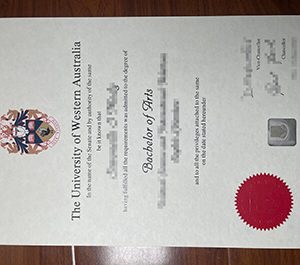 The University of Western Australia
In the name of the Senate and by authority of the same
be it known that
having fulfilled all the requirements was admitted to the degree of
Bachelor of Arts
and to all the privileges attached to the same
on the date stated hereunder
Vice-Chancellor
Chancellor